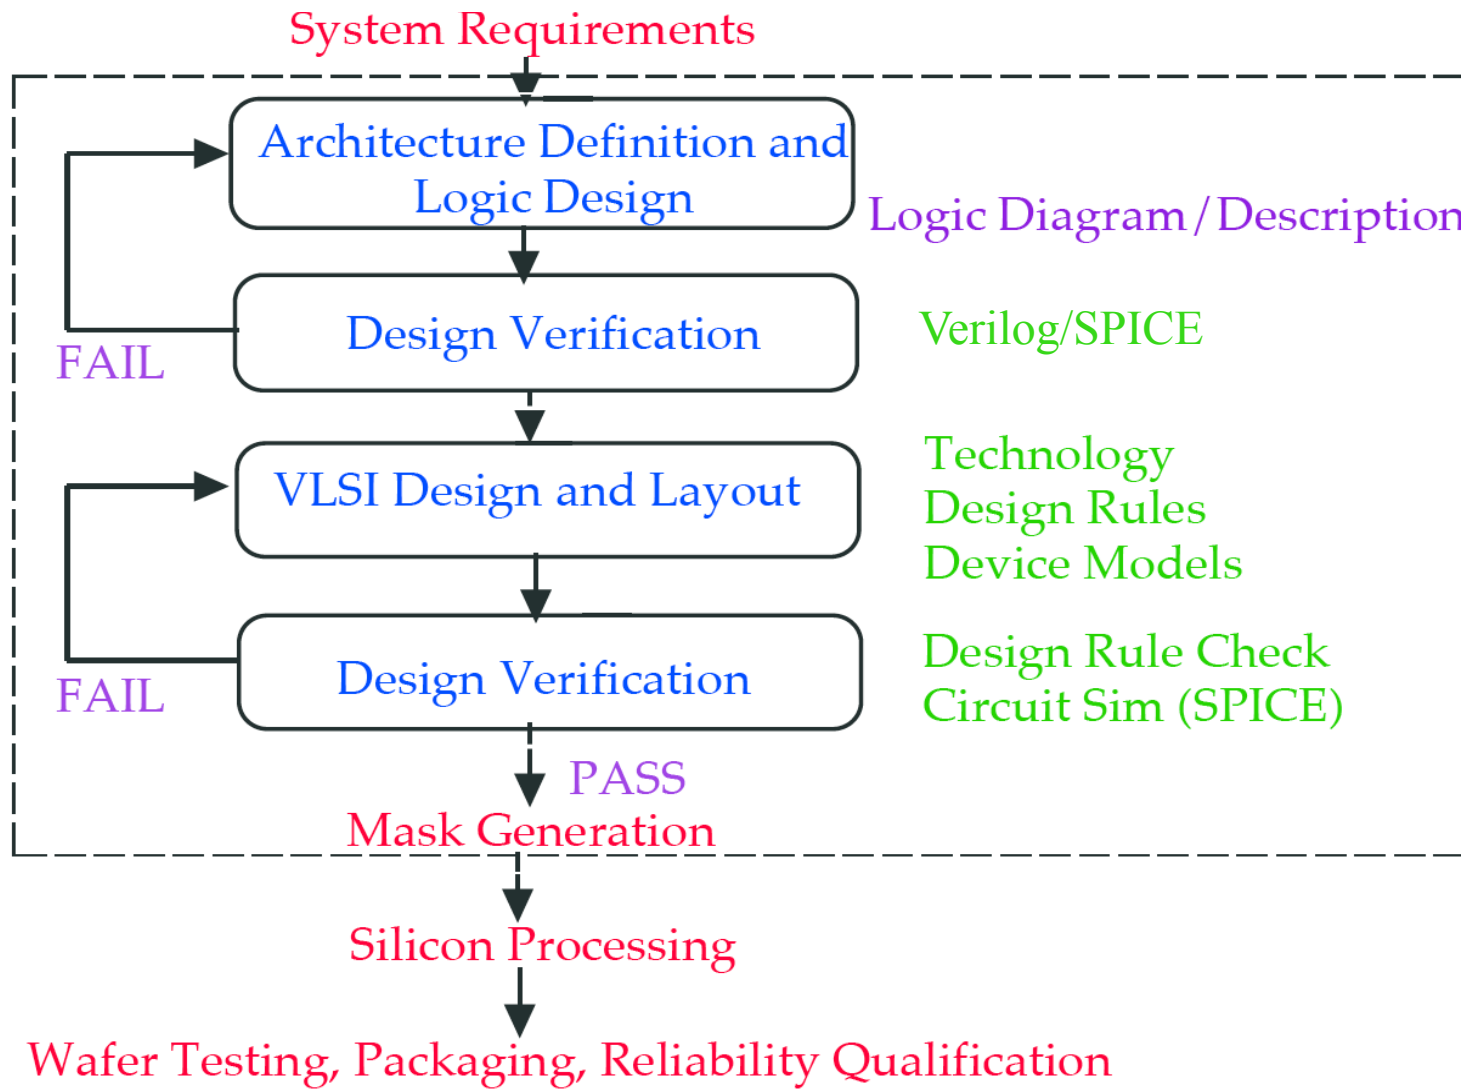 System Requirements
Architecture Definition and
Logic Design
Logic Diagram/Description
Design Verification
Verilog/SPICE
FAIL
VLSI Design and Layout
Technology
Design Rules
Device Models
Design Verification
Design Rule Check
Circuit Sim (SPICE)
FAIL
PASS
Mask Generation
Silicon Processing
Wafer Testing, Packaging, Reliability Qualification